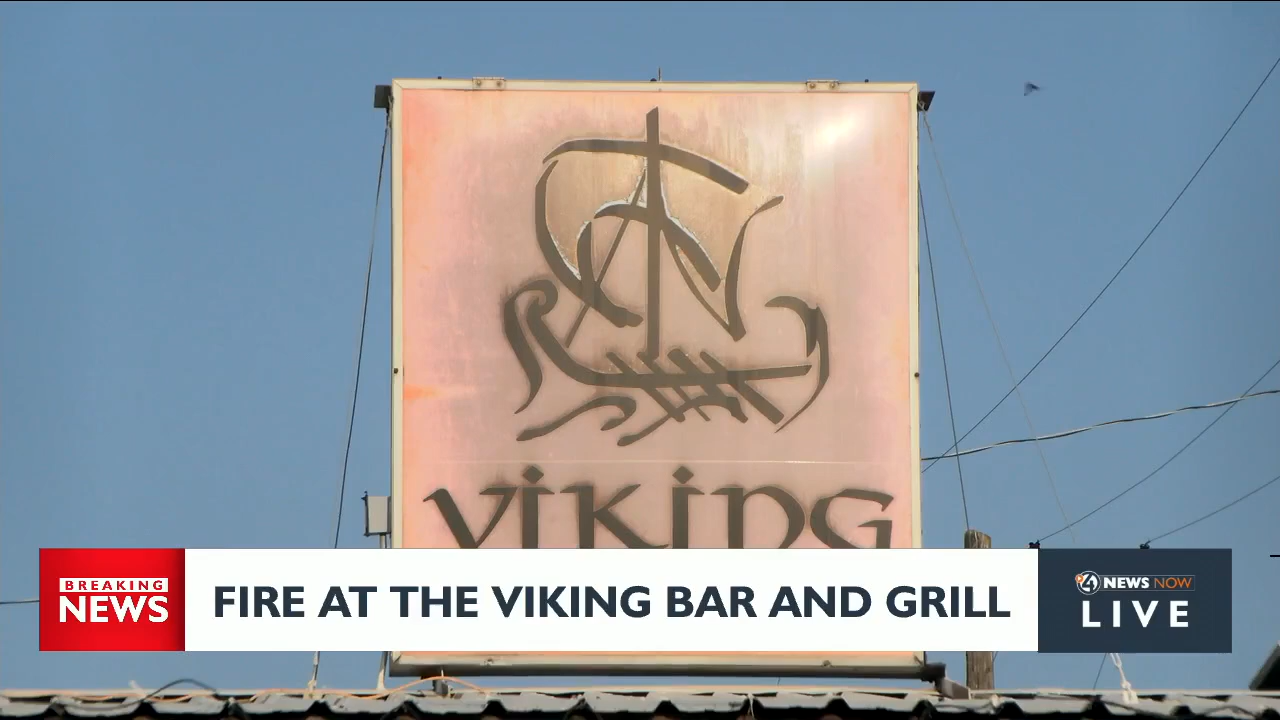 VIKING
BREAKING
NEWS
FIRE AT THE VIKING BAR AND GRILL
4 NEWS NOW
LIVE